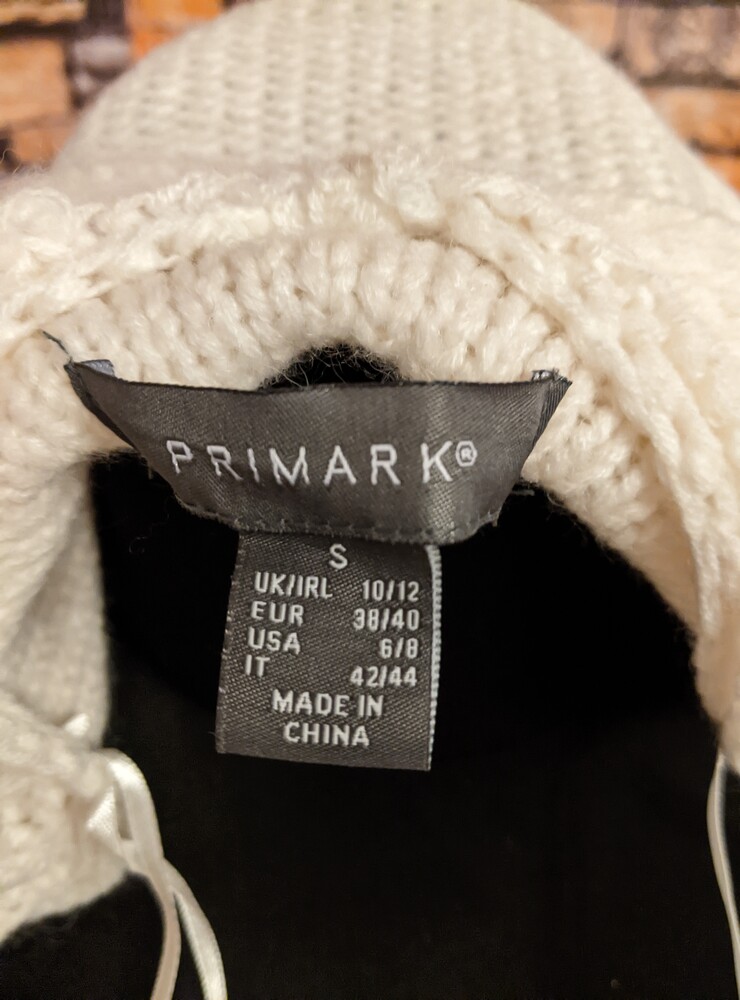 PRIMARK®
S
UK/IRL 10/12
EUR 38/40
USA 6/8
IT 42/44
MADE IN
CHINA